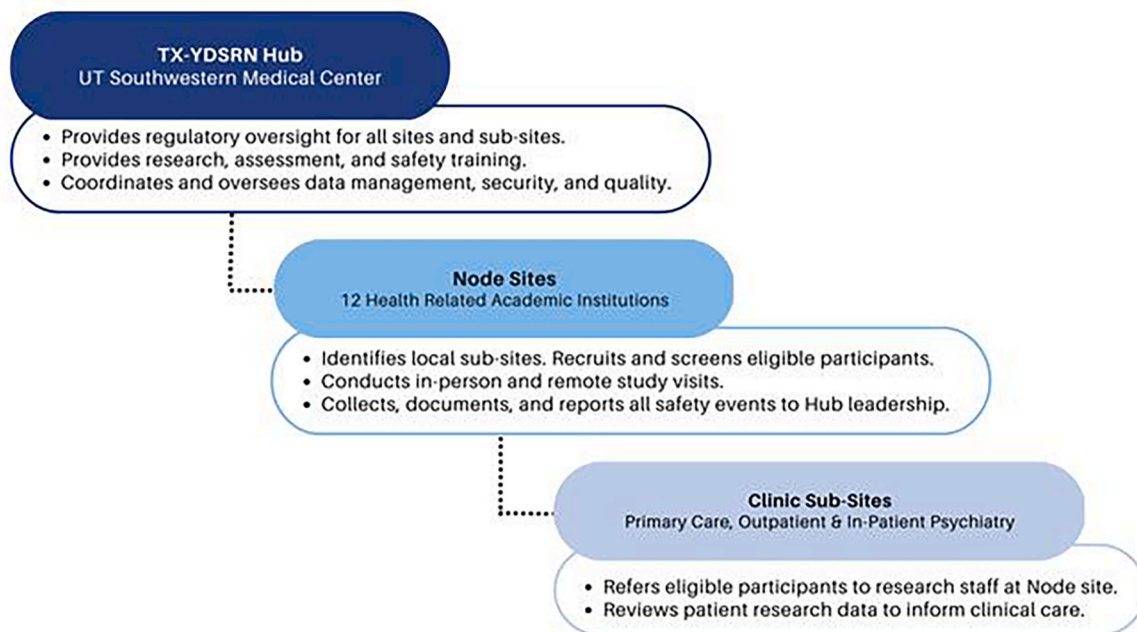 TX-YDSRN Hub
UT Southwestern Medical Center
• Provides regulatory oversight for all sites and sub-sites.
• Provides research, assessment, and safety training.
• Coordinates and oversees data management, security, and quality.
Node Sites
12 Health Related Academic Institutions
• Identifies local sub-sites. Recruits and screens eligible participants.
• Conducts in-person and remote study visits.
• Collects, documents, and reports all safety events to Hub leadership.
Clinic Sub-Sites
Primary Care, Outpatient & In-Patient Psychiatry
• Refers eligible participants to research staff at Node site.
• Reviews patient research data to inform clinical care.